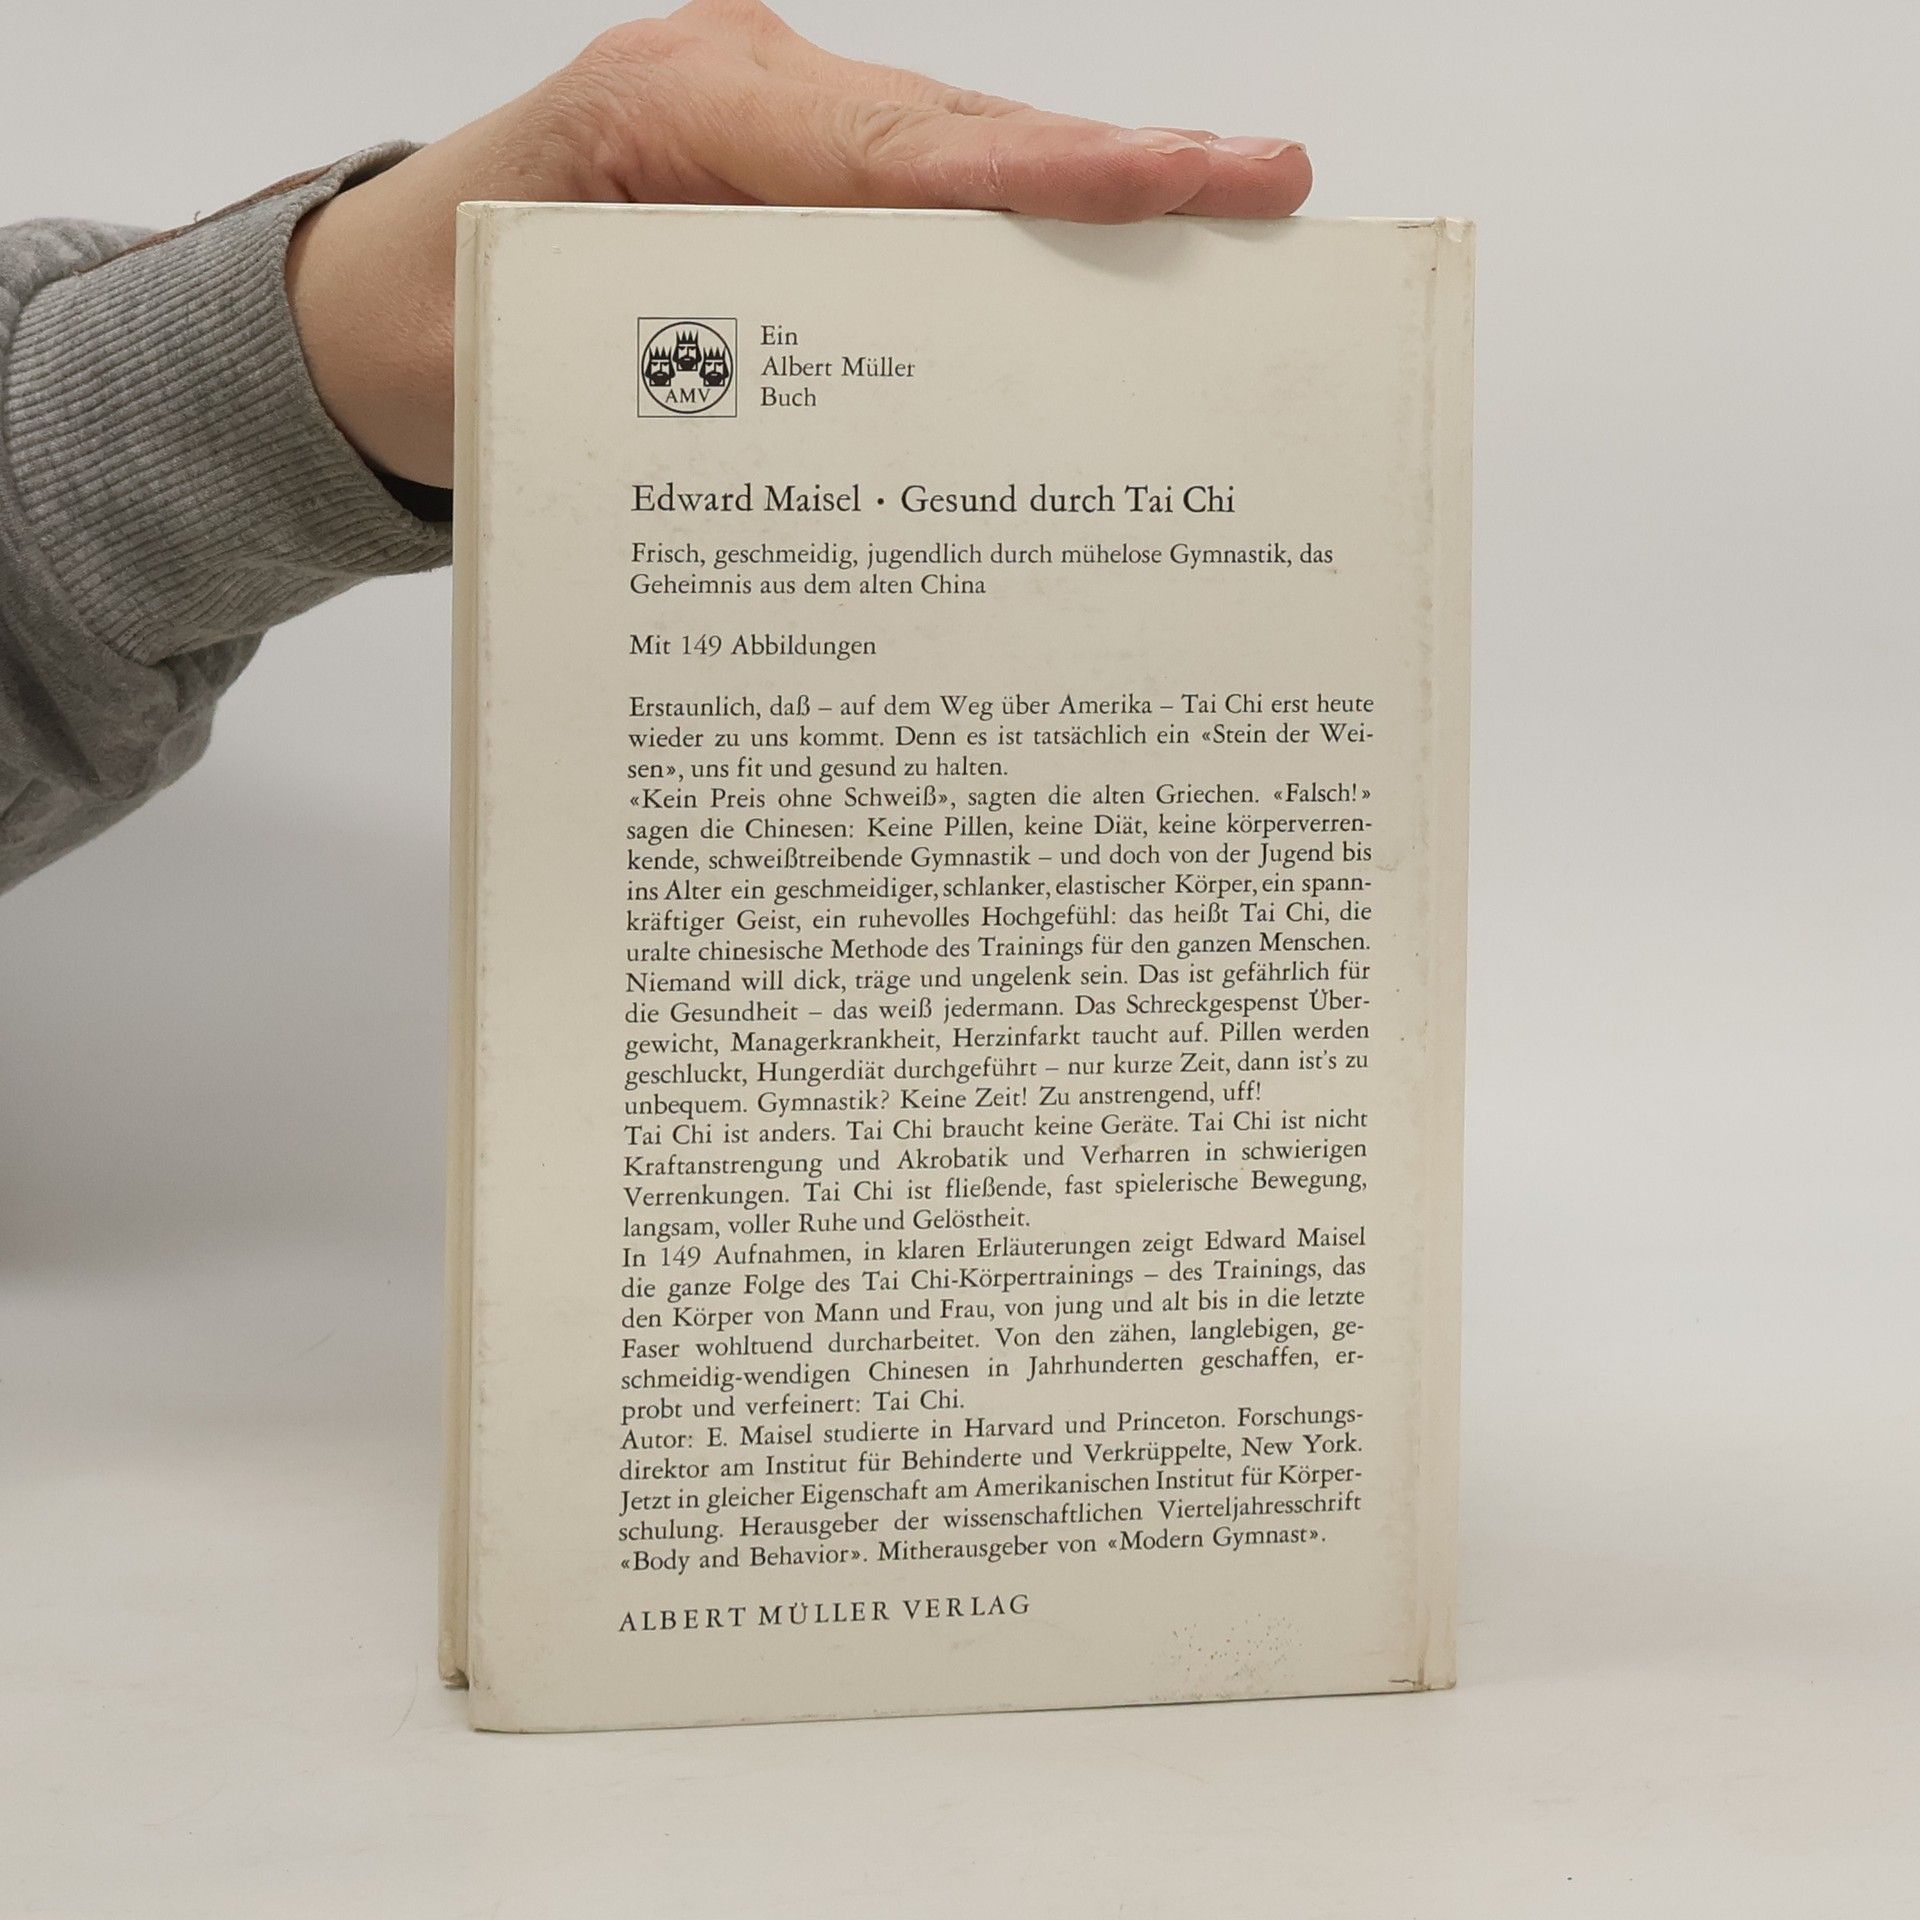 AMV
Ein
Albert Müller
Buch
Edward Maisel · Gesund durch Tai Chi
Frisch, geschmeidig, jugendlich durch mühelose Gymnastik, das
Geheimnis aus dem alten China
Mit 149 Abbildungen
Erstaunlich, daß – auf dem Weg über Amerika – Tai Chi erst heute
wieder zu uns kommt. Denn es ist tatsächlich ein «Stein der Wei-
sen», uns fit und gesund zu halten.
«Kein Preis ohne Schweiß», sagten die alten Griechen. «Falsch!»
sagen die Chinesen: Keine Pillen, keine Diät, keine körperverren-
kende, schweißtreibende Gymnastik – und doch von der Jugend bis
ins Alter ein geschmeidiger, schlanker, elastischer Körper, ein spann-
kräftiger Geist, ein ruhevolles Hochgefühl: das heißt Tai Chi, die
uralte chinesische Methode des Trainings für den ganzen Menschen.
Niemand will dick, träge und ungelenk sein. Das ist gefährlich für
die Gesundheit – das weiß jedermann. Das Schreckgespenst Über-
gewicht, Managerkrankheit, Herzinfarkt taucht auf. Pillen werden
geschluckt, Hungerdiät durchgeführt – nur kurze Zeit, dann ist's zu
unbequem. Gymnastik? Keine Zeit! Zu anstrengend, uff!
Tai Chi ist anders. Tai Chi braucht keine Geräte. Tai Chi ist nicht
Kraftanstrengung und Akrobatik und Verharren in schwierigen
Verrenkungen. Tai Chi ist fließende, fast spielerische Bewegung,
langsam, voller Ruhe und Gelöstheit.
In 149 Aufnahmen, in klaren Erläuterungen zeigt Edward Maisel
die ganze Folge des Tai Chi-Körpertrainings – des Trainings, das
den Körper von Mann und Frau, von jung und alt bis in die letzte
Faser wohltuend durcharbeitet. Von den zähen, langlebigen, ge-
schmeidig-wendigen Chinesen in Jahrhunderten geschaffen, er-
probt und verfeinert: Tai Chi.
Autor: E. Maisel studierte in Harvard und Princeton. Forschungs-
direktor am Institut für Behinderte und Verkrüppelte, New York.
Jetzt in gleicher Eigenschaft am Amerikanischen Institut für Körper-
schulung. Herausgeber der wissenschaftlichen Vierteljahresschrift
«Body and Behavior». Mitherausgeber von «Modern Gymnast».
ALBERT MÜLLER VERLAG